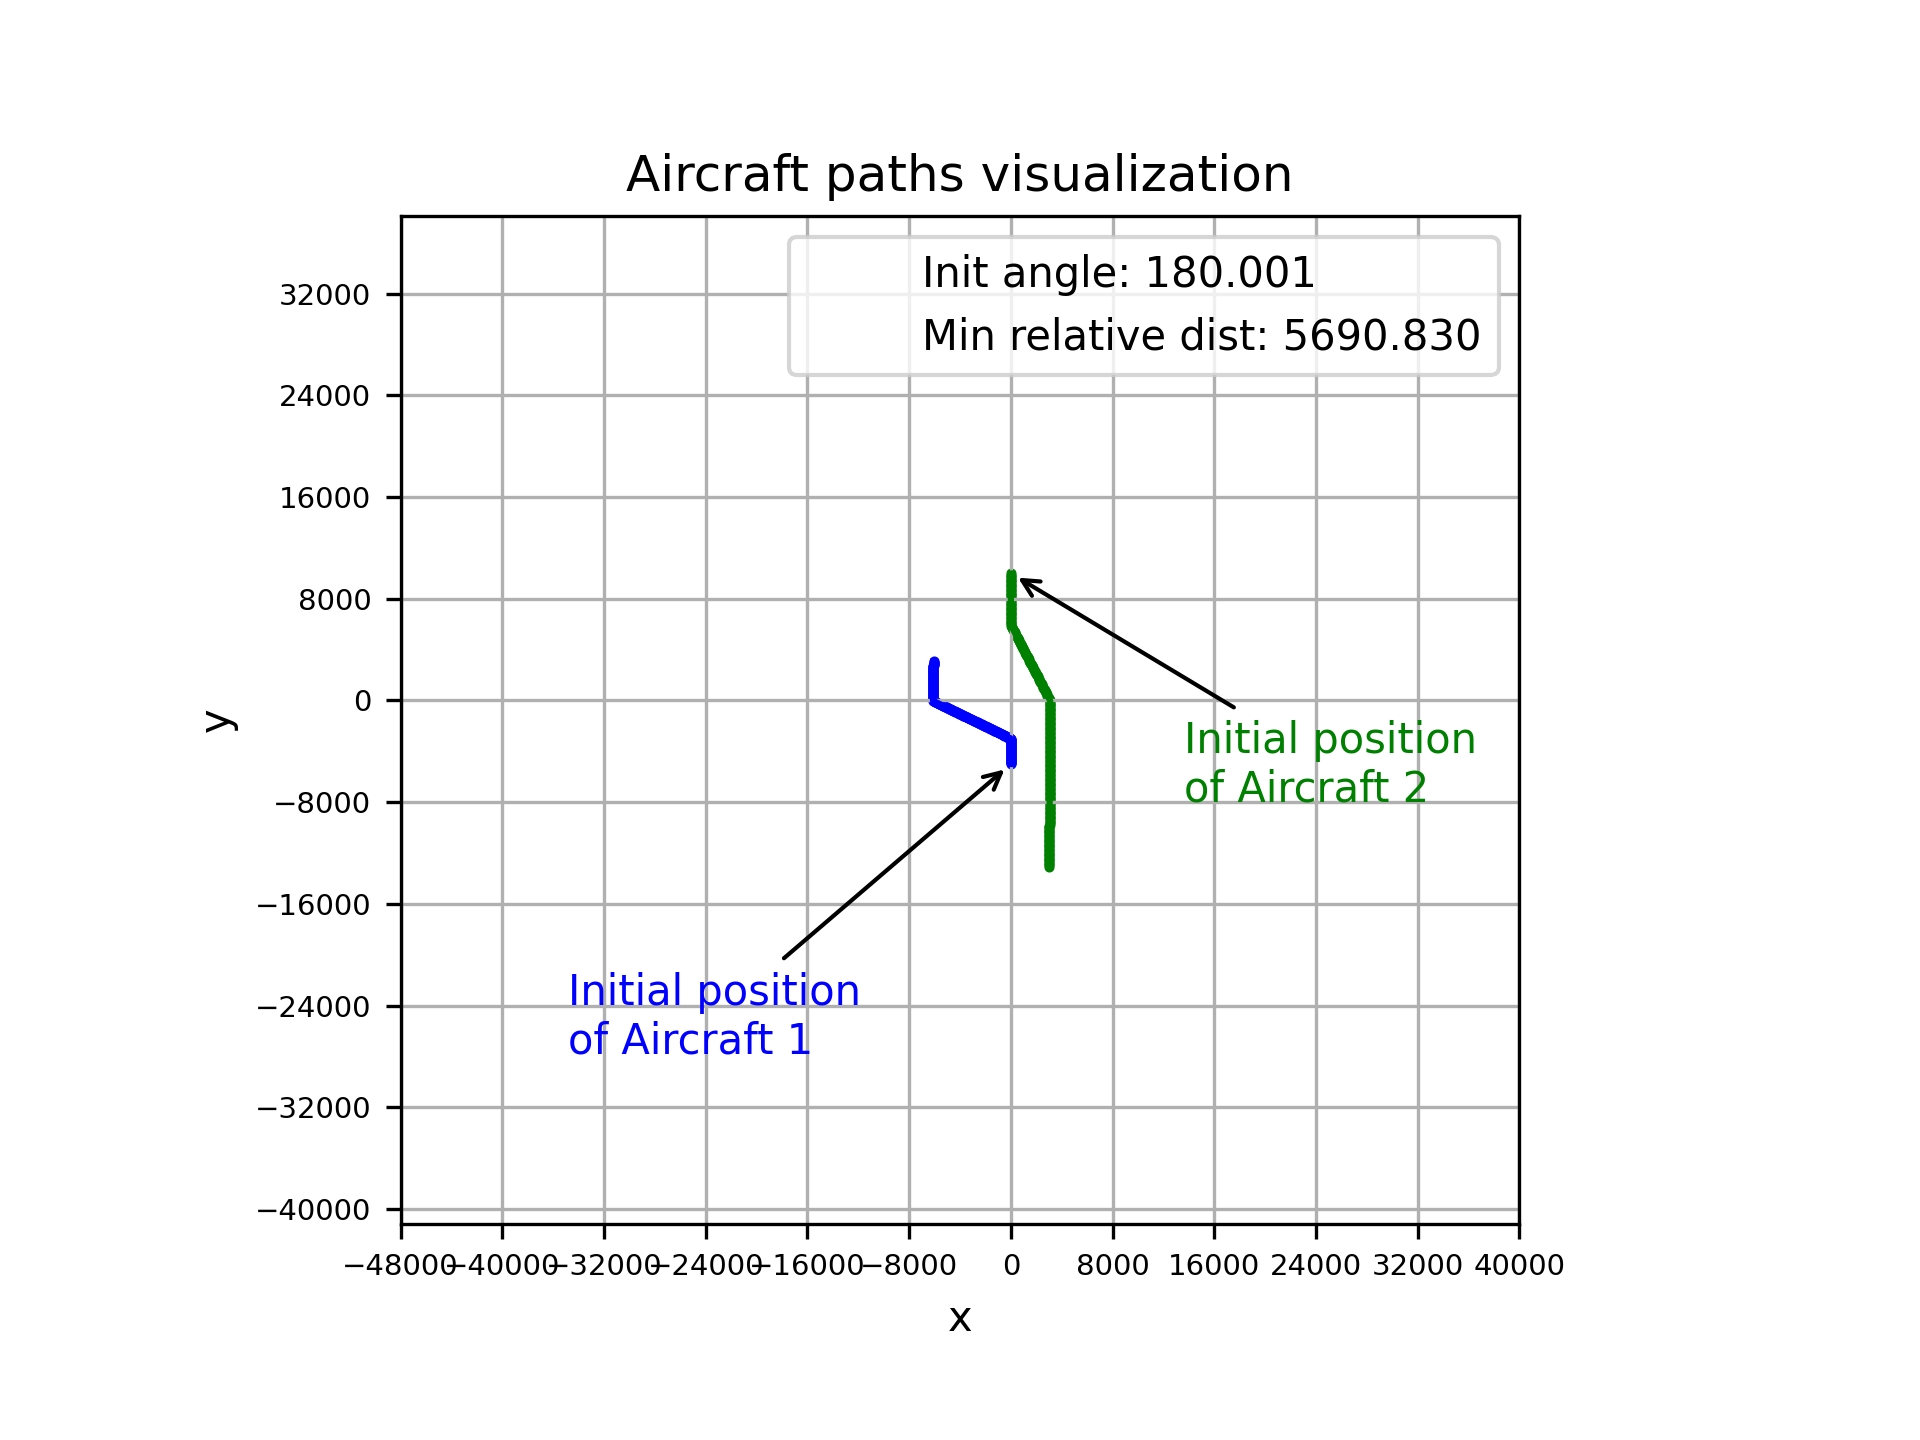 Aircraft paths visualization
Init angle: 180.001
Min relative dist: 5690.830
32000
24000
16000
8000
0
−8000
−16000
−24000
−32000
−40000
y
Initial position
of Aircraft 2
Initial position
of Aircraft 1
−48000 −40000 −32000 −24000 −16000 −8000 0 8000 16000 24000 32000 40000
x